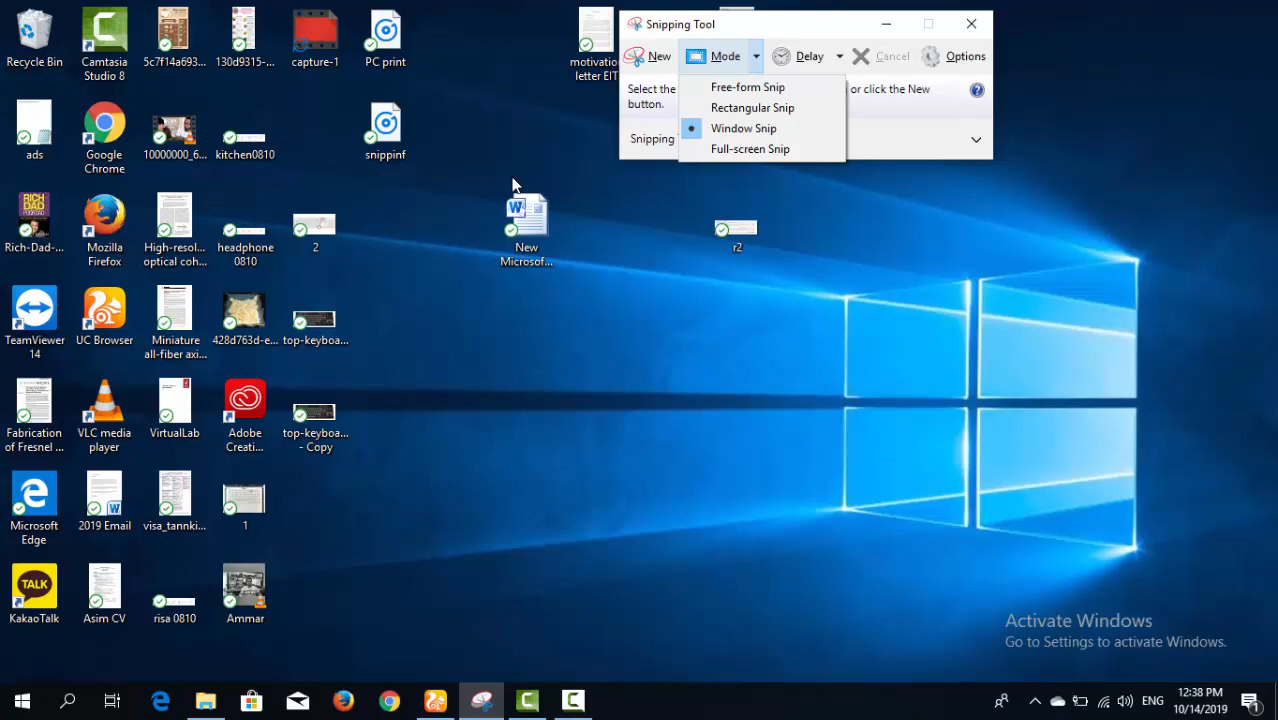 Recycle Bin
Camtasia
Studio 8
5c7f14a693...
130d9315-...
capture-1
PC print
motivation
letter EIT
Snipping Tool
New
Mode
Delay
Cancel
Options
Select the
or click the New
button.
Snipping
Free-form Snip
Rectangular Snip
Window Snip
Full-screen Snip
ads
Google
Chrome
10000000_6...
kitchen0810
snippinf
RICH
DAD
Rich-Dad-...
Mozilla
Firefox
High-resol...
optical coh...
headphone
0810
2
New
Microsof...
r2
TeamViewer
14
UC Browser
Miniature
all-fiber axi...
428d763d-e...
top-keyboa...
Fabrication
of Fresnel ...
VLC media
player
VirtualLab
Adobe
Creati...
top-keyboa...
- Copy
Microsoft
Edge
2019 Email
visa_tannki...
1
TALK
KakaoTalk
Asim CV
risa 0810
Ammar
Activate Windows
Go to Settings to activate Windows.
ENG
12:38 PM
10/14/2019
1